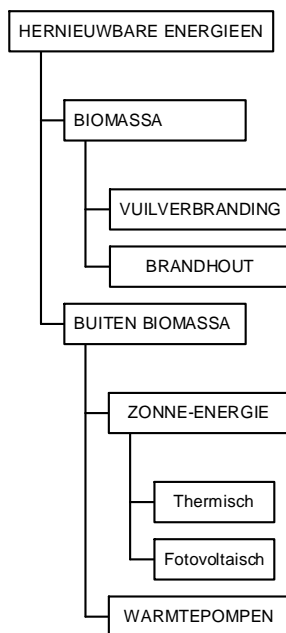 HERNIEUWBARE ENERGIEEN
BIOMASSA
VUILVERBRANDING
BRANDHOUT
BUITEN BIOMASSA
ZONNE-ENERGIE
Thermisch
Fotovoltaisch
WARMTEPOMPEN